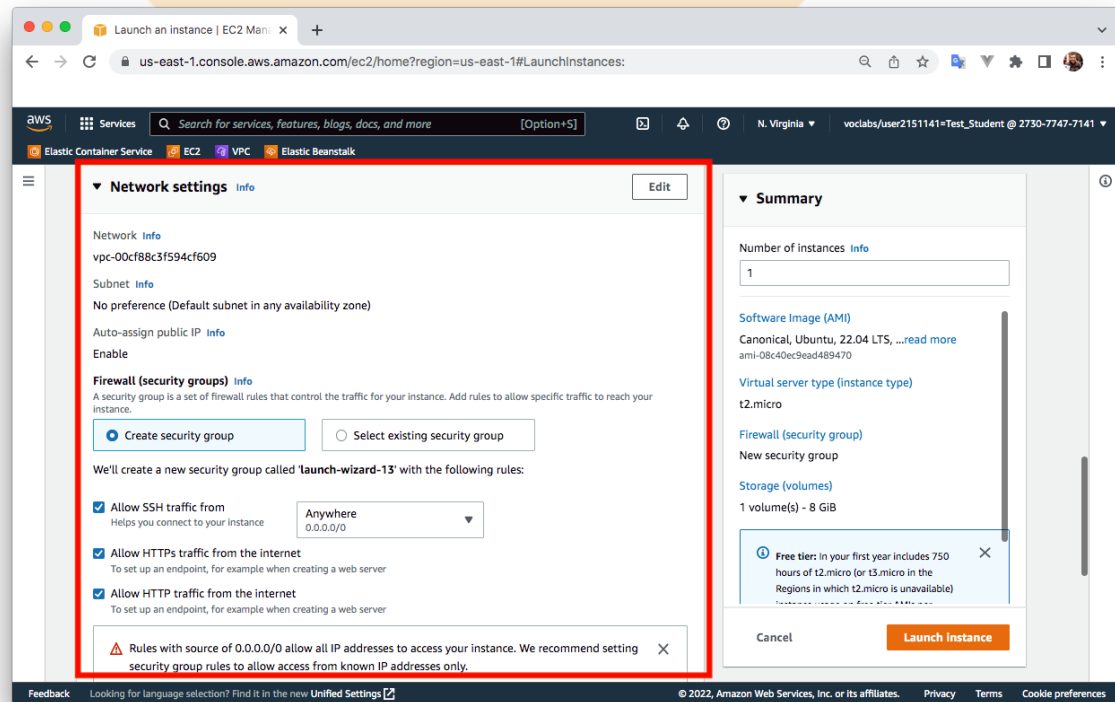 Launch an instance | EC2 Man
us-east-1.console.aws.amazon.com/ec2/home?region=us-east-1#LaunchInstances:
aws
Services
Search for services, features, blogs, docs, and more
[Option+S]
N. Virginia
voclabs/user2151141=Test_Student @ 2730-7747-7141
Elastic Container Service
EC2
VPC
Elastic Beanstalk
Network settings Info
Edit
Network Info
vpc-00cf88c3f594cf609
Subnet Info
No preference (Default subnet in any availability zone)
Auto-assign public IP Info
Enable
Firewall (security groups) Info
A security group is a set of firewall rules that control the traffic for your instance. Add rules to allow specific traffic to reach your
instance.
Create security group
Select existing security group
We'll create a new security group called 'launch-wizard-13' with the following rules:
Allow SSH traffic from
Helps you connect to your instance
Anywhere
0.0.0.0/0
Allow HTTPs traffic from the internet
To set up an endpoint, for example when creating a web server
Allow HTTP traffic from the internet
To set up an endpoint, for example when creating a web server
Rules with source of 0.0.0.0/0 allow all IP addresses to access your instance. We recommend setting
security group rules to allow access from known IP addresses only.
Summary
Number of instances Info
1
Software Image (AMI)
Canonical, Ubuntu, 22.04 LTS, ...read more
ami-08c40ec9ead489470
Virtual server type (instance type)
t2.micro
Firewall (security group)
New security group
Storage (volumes)
1 volume(s) - 8 GiB
Free tier: In your first year includes 750
hours of t2.micro (or t3.micro in the
Regions in which t2.micro is unavailable)
instance usage on free tier AMIs per
Cancel
Launch instance
Feedback
Looking for language selection? Find it in the new Unified Settings
© 2022, Amazon Web Services, Inc. or its affiliates.
Privacy
Terms
Cookie preferences